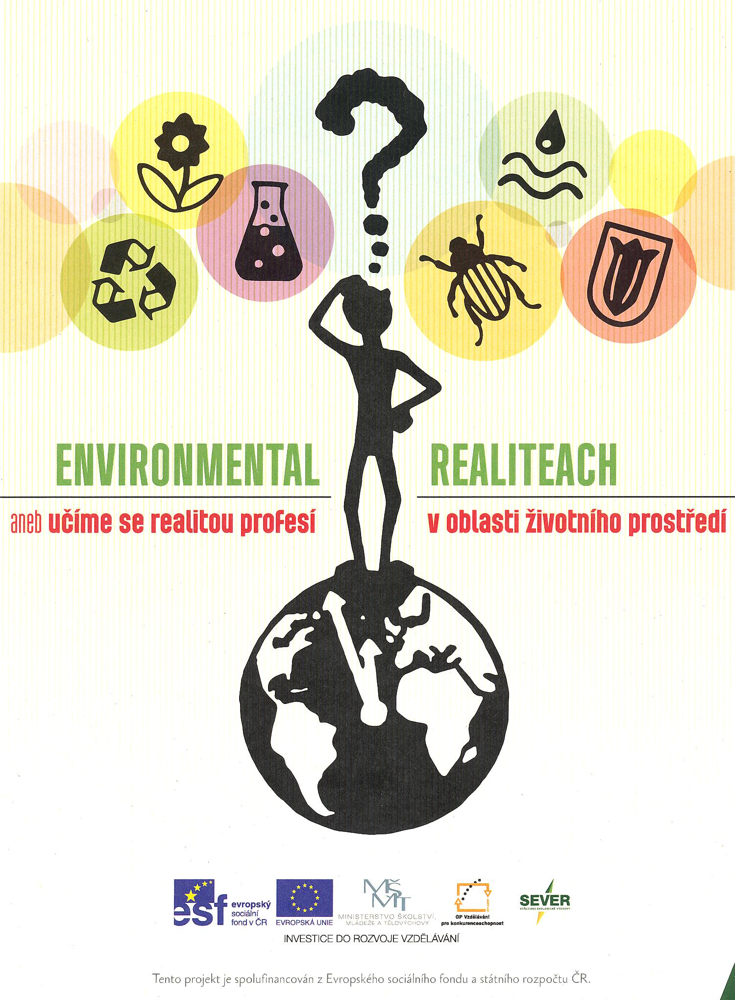 ENVIRONMENTAL REALITEACH
aneb učíme se realitou profesí v oblasti životního prostředí
esf evropský
sociální
fond v ČR
EVROPSKÁ UNIE
MŠMT
MINISTERSTVO ŠKOLSTVÍ,
MLÁDEŽE A TĚLOVÝCHOVY
OP Vzdělávání
pro konkurenceschopnost
SEVER
STŘEDISKO EKOLOGICKÉ VÝCHOVY
INVESTICE DO ROZVOJE VZDĚLÁVÁNÍ
Tento projekt je spolufinancován z Evropského sociálního fondu a státního rozpočtu ČR.